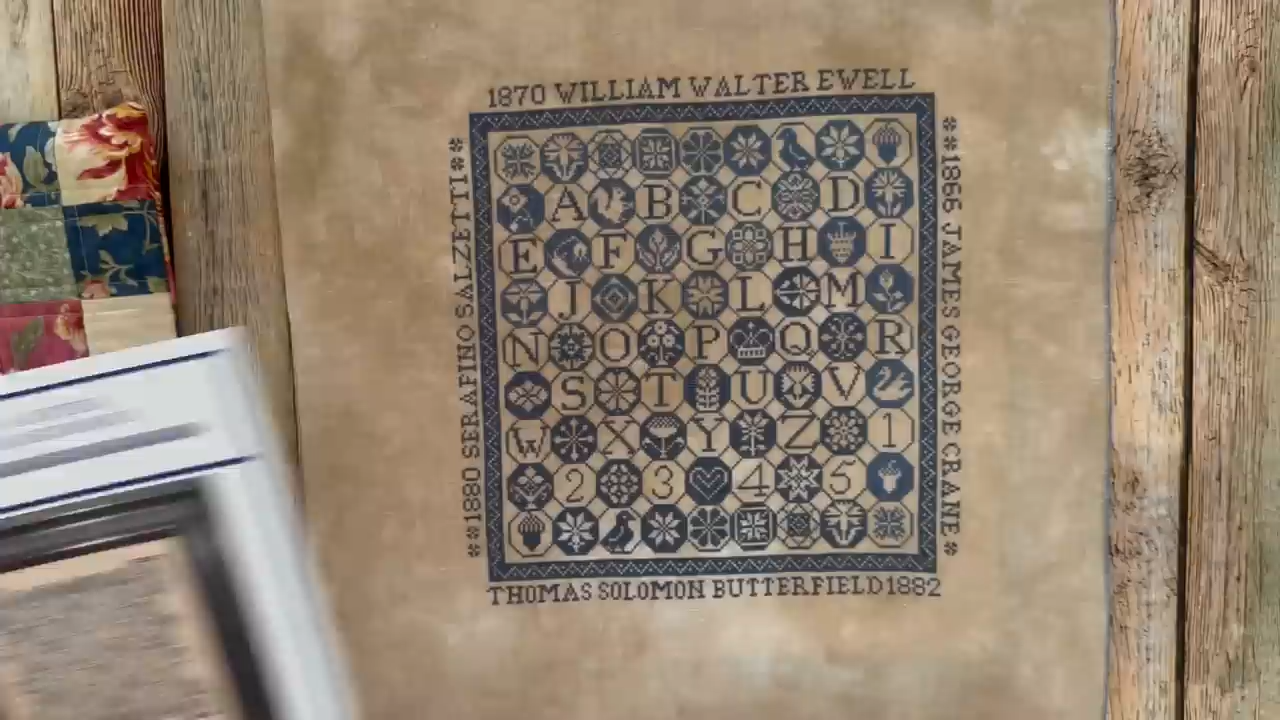 1870 WILLIAM WALTER EWELL
**1880 SERAFINO SALZETTI**
**1866 JAMES GEORGE CRANE*
A B C D
E F G H I
J K L M
N O P Q R
S T U V
W X Y Z 1
2 3 4 5
THOMAS SOLOMON BUTTERFIELD 1882